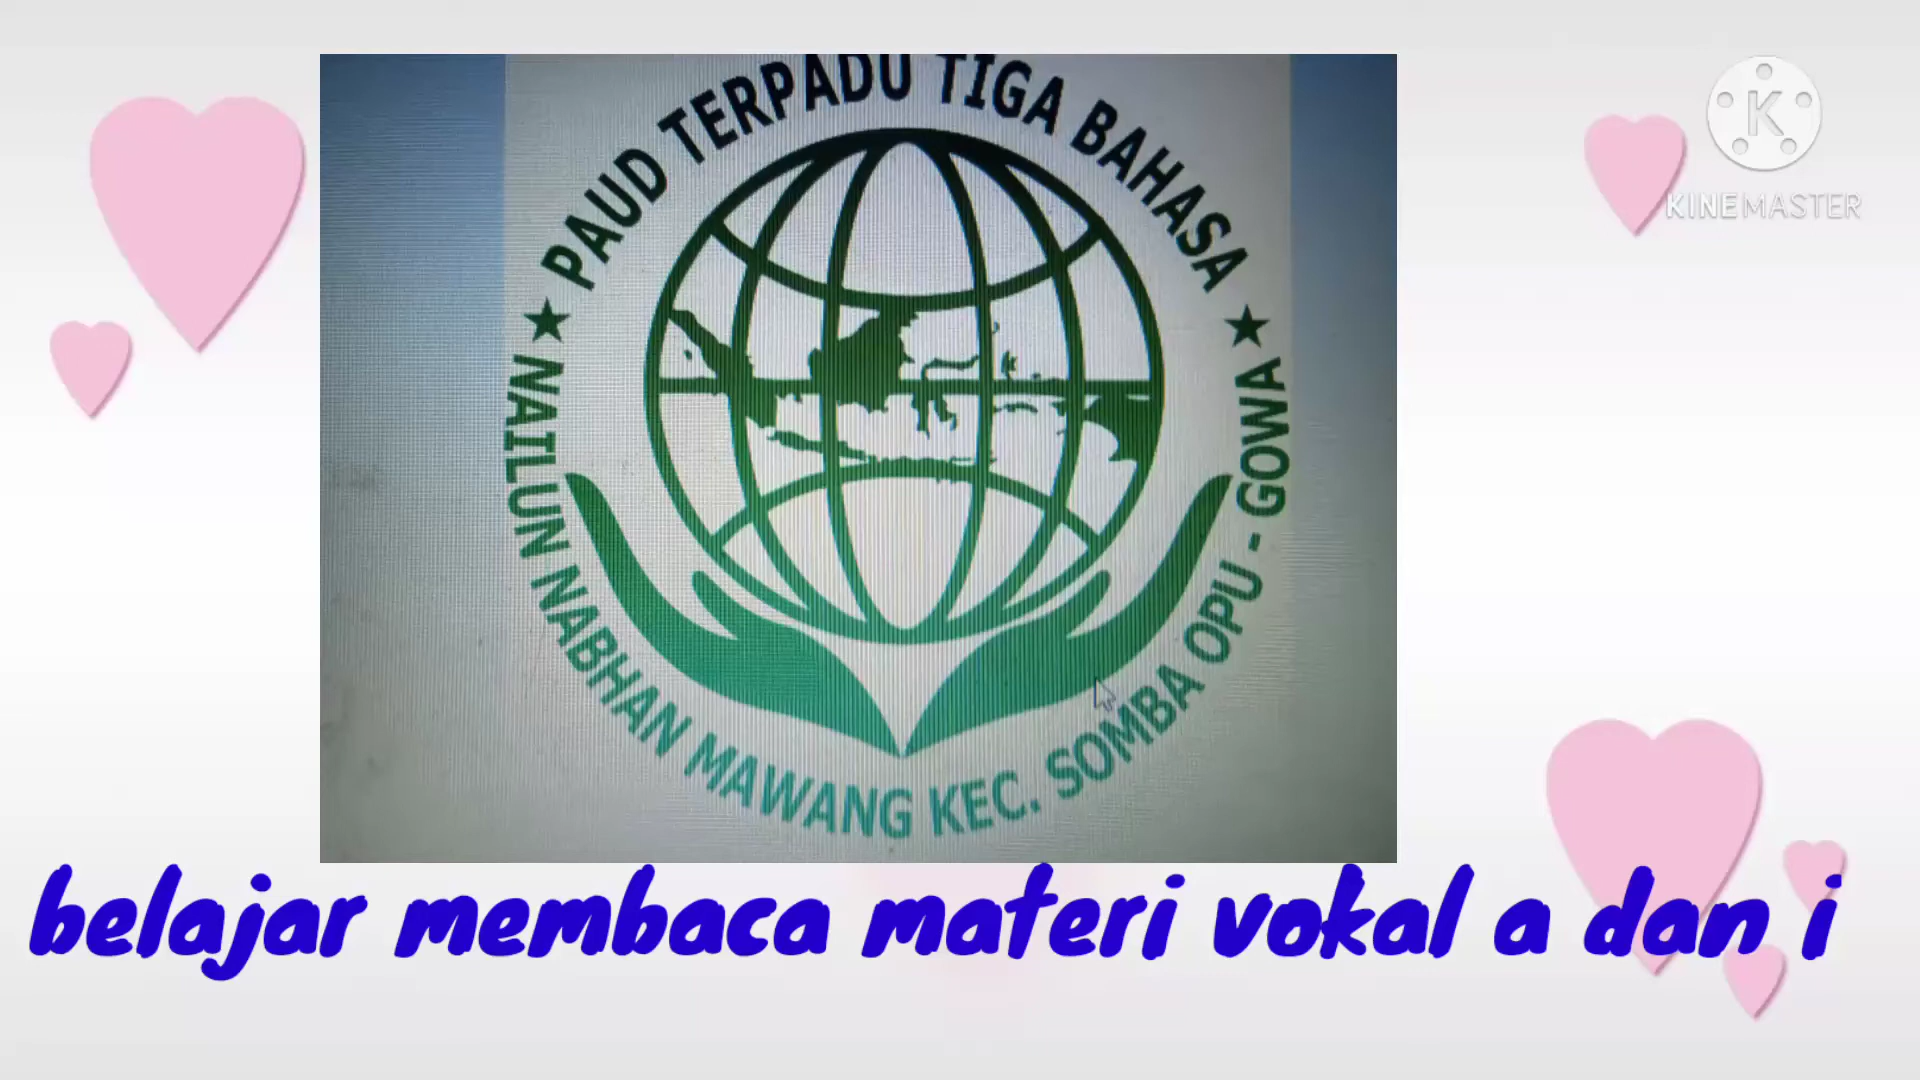 PAUD TERPADU TIGA BAHASA
NAILUN NABHAN MAWANG KEC. SOMBA OPU - GOWA
K
KINEMASTER
belajar membaca materi vokal a dan i